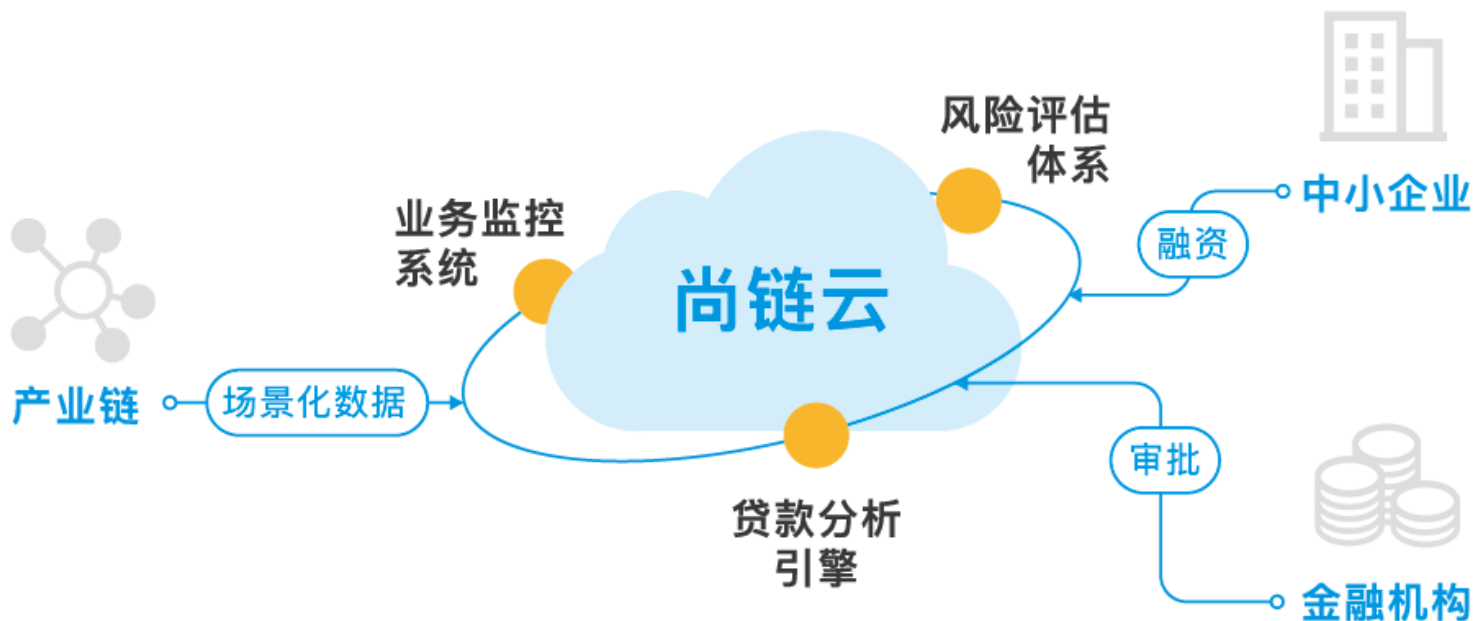 风险评估
体系
中小企业
业务监控
系统
融资
尚链云
产业链
场景化数据
审批
贷款分析
引擎
金融机构